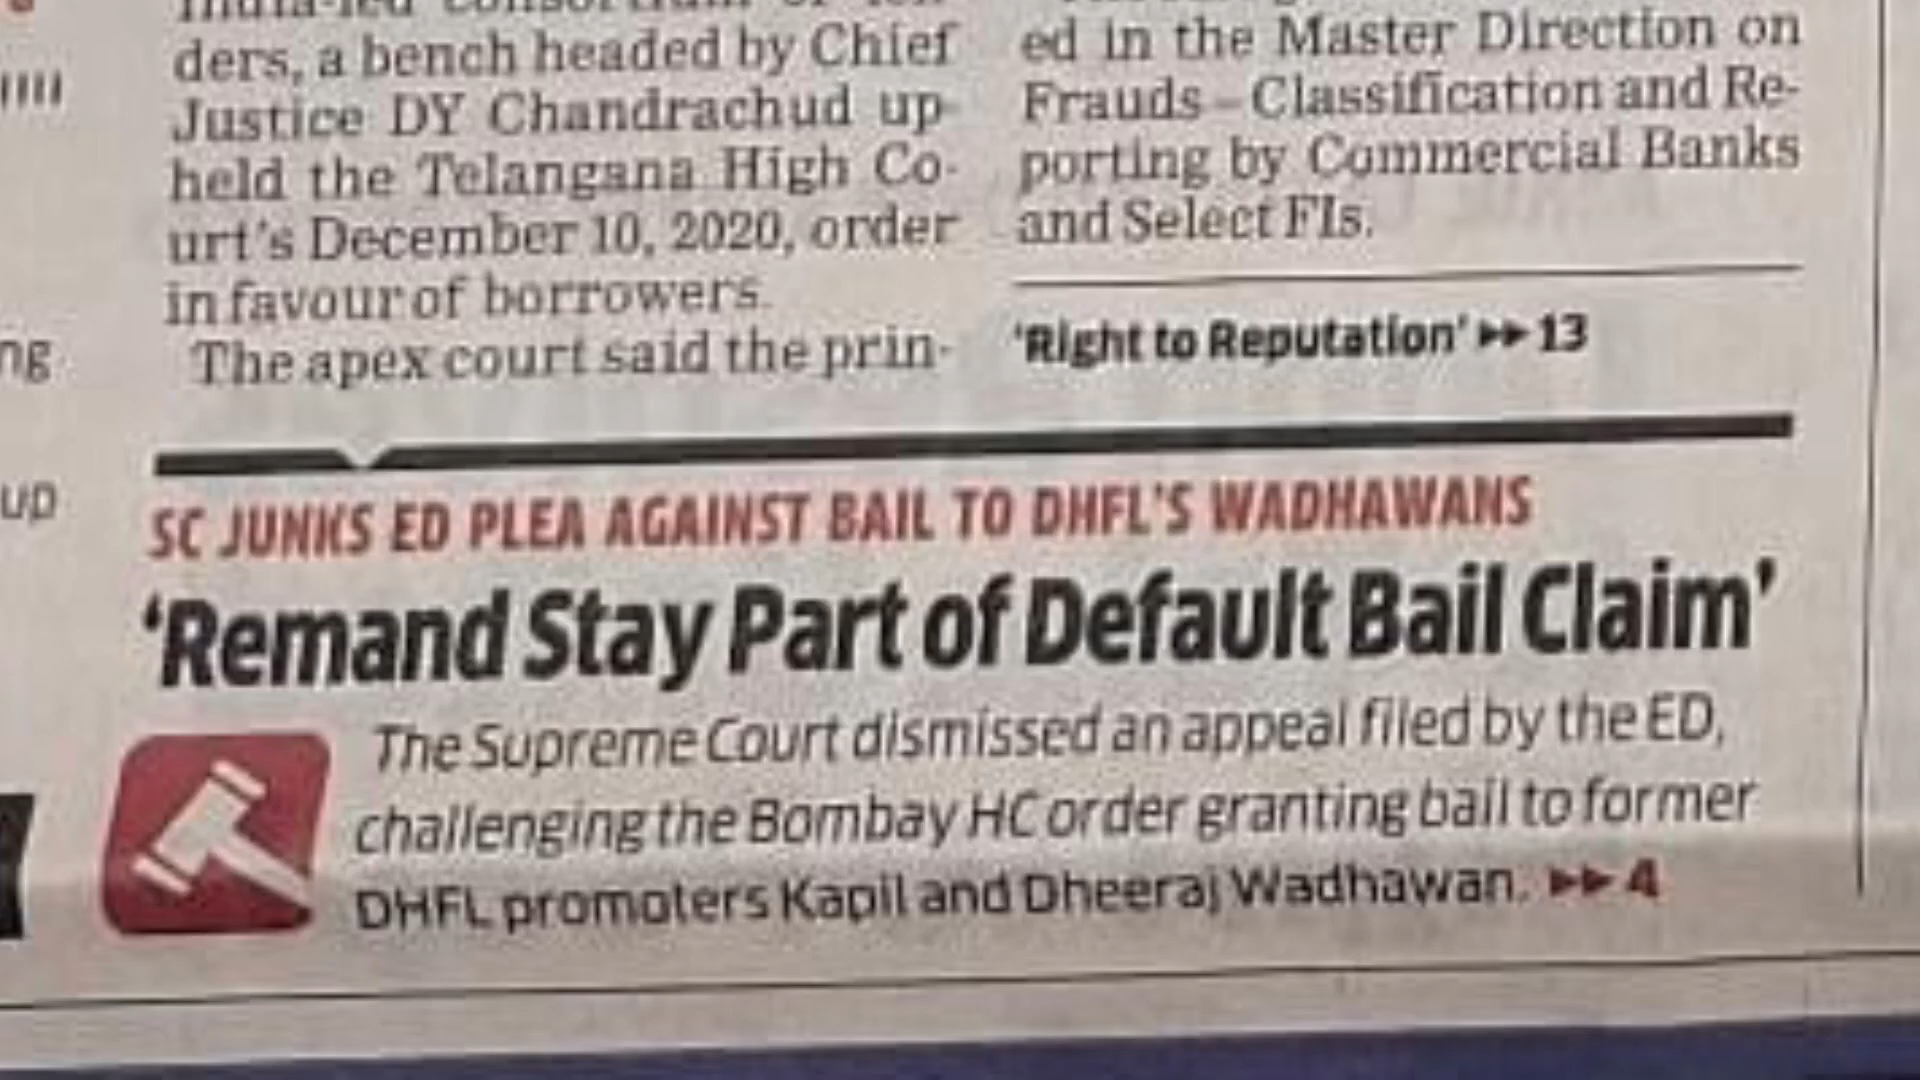 ders, a bench headed by Chief
Justice DY Chandrachud up-
held the Telangana High Co-
urt's December 10, 2020, order
in favour of borrowers.
The apex court said the prin-
ed in the Master Direction on
Frauds – Classification and Re-
porting by Commercial Banks
and Select FIs.
'Right to Reputation' ▸▸ 13
ng
up
SC JUNKS ED PLEA AGAINST BAIL TO DHFL'S WADHAWANS
'Remand Stay Part of Default Bail Claim'
The Supreme Court dismissed an appeal filed by the ED,
challenging the Bombay HC order granting bail to former
DHFL promoters Kapil and Dheeraj Wadhawan. ▸▸ 4